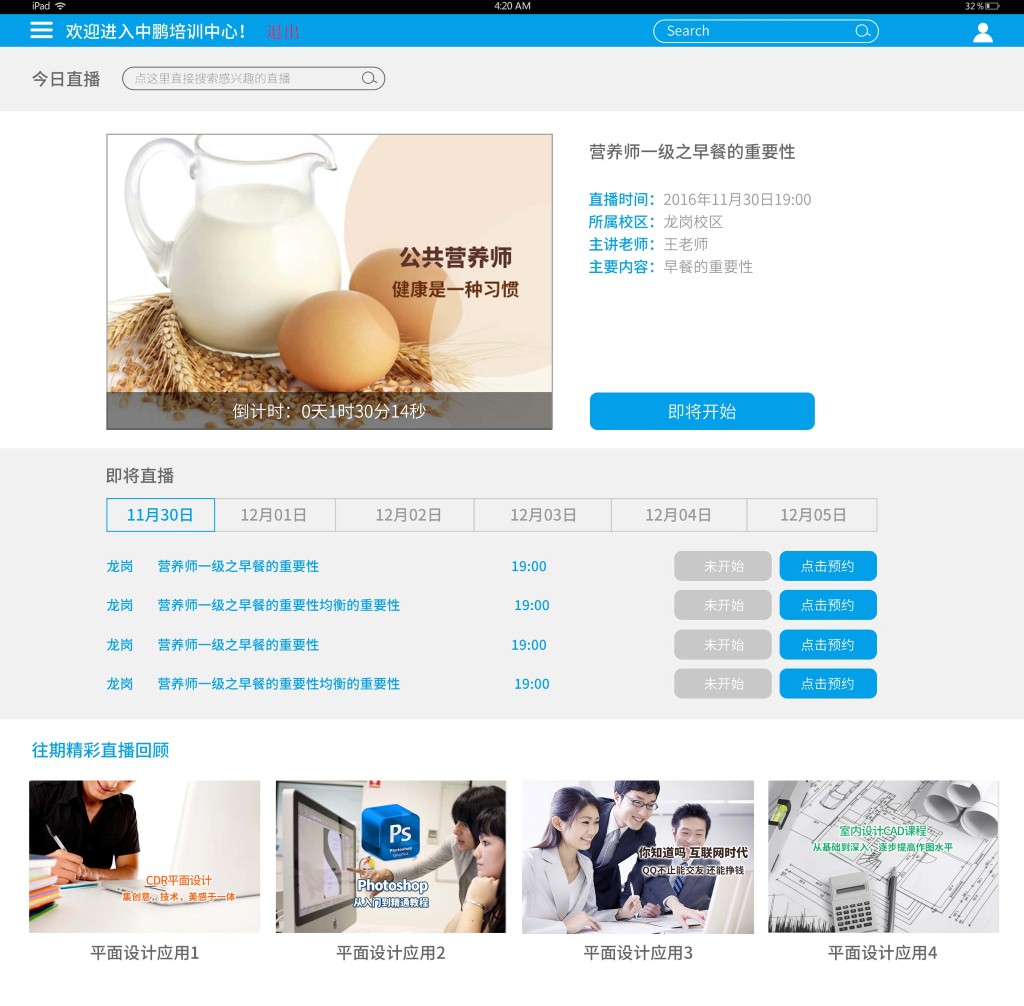 iPad 4:20 AM 32%
欢迎进入中鹏培训中心！ 退出 Search
今日直播 点这里直接搜索感兴趣的直播
营养师一级之早餐的重要性
直播时间：2016年11月30日19:00
所属校区：龙岗校区
主讲老师：王老师
主要内容：早餐的重要性
公共营养师
健康是一种习惯
倒计时：0天1时30分14秒
即将开始
即将直播
11月30日 12月01日 12月02日 12月03日 12月04日 12月05日
龙岗 营养师一级之早餐的重要性 19:00 未开始 点击预约
龙岗 营养师一级之早餐的重要性均衡的重要性 19:00 未开始 点击预约
龙岗 营养师一级之早餐的重要性 19:00 未开始 点击预约
龙岗 营养师一级之早餐的重要性均衡的重要性 19:00 未开始 点击预约
往期精彩直播回顾
CDR平面设计
集创意，技术，美感于一体
Ps
Photoshop
Photoshop
从入门到精通教程
你知道吗 互联网时代
QQ不止能交友 还能挣钱
室内设计CAD课程
从基础到深入，逐步提高作图水平
平面设计应用1 平面设计应用2 平面设计应用3 平面设计应用4